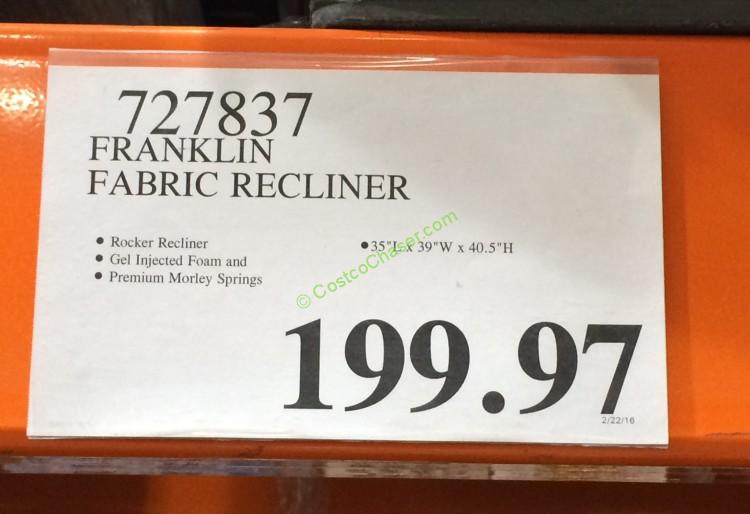 727837
FRANKLIN
FABRIC RECLINER
• Rocker Recliner
• Gel Injected Foam and
• Premium Morley Springs
• 35"L x 39"W x 40.5"H
© CostcoChaser.com
199.97
2/22/16